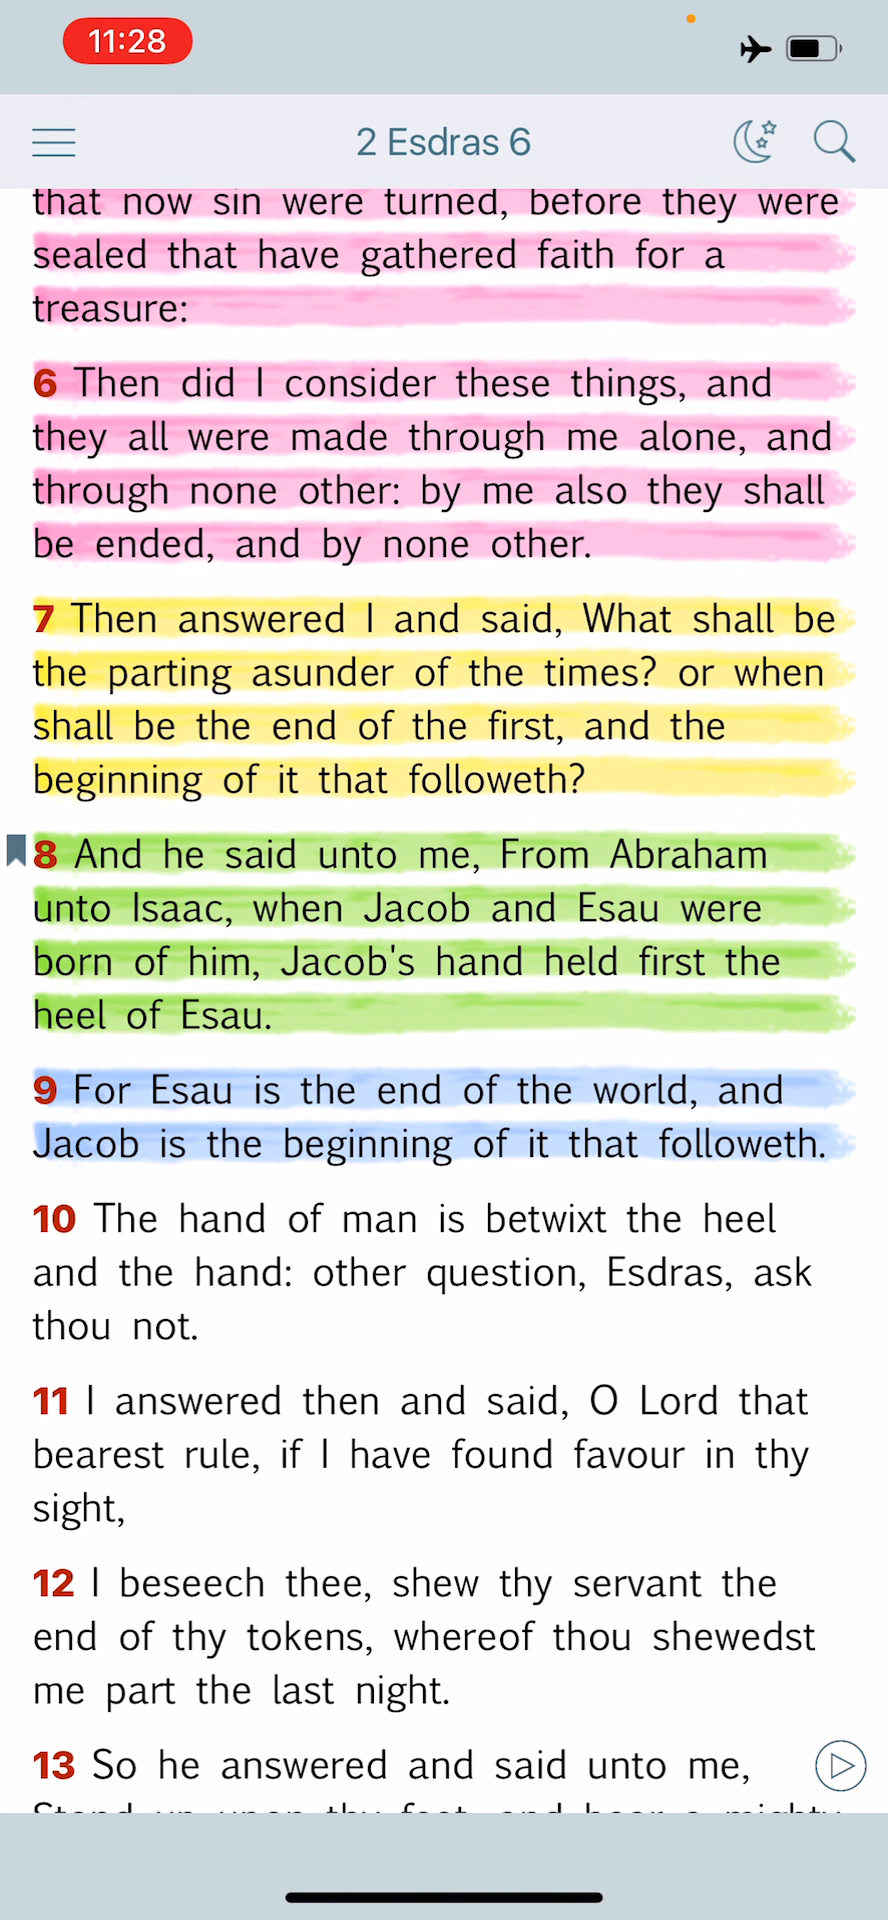 11:28
2 Esdras 6
that now sin were turned, before they were
sealed that have gathered faith for a
treasure:
6 Then did I consider these things, and
they all were made through me alone, and
through none other: by me also they shall
be ended, and by none other.
7 Then answered I and said, What shall be
the parting asunder of the times? or when
shall be the end of the first, and the
beginning of it that followeth?
8 And he said unto me, From Abraham
unto Isaac, when Jacob and Esau were
born of him, Jacob's hand held first the
heel of Esau.
9 For Esau is the end of the world, and
Jacob is the beginning of it that followeth.
10 The hand of man is betwixt the heel
and the hand: other question, Esdras, ask
thou not.
11 I answered then and said, O Lord that
bearest rule, if I have found favour in thy
sight,
12 I beseech thee, shew thy servant the
end of thy tokens, whereof thou shewedst
me part the last night.
13 So he answered and said unto me,
Stand up upon thy feet, and hear a mighty